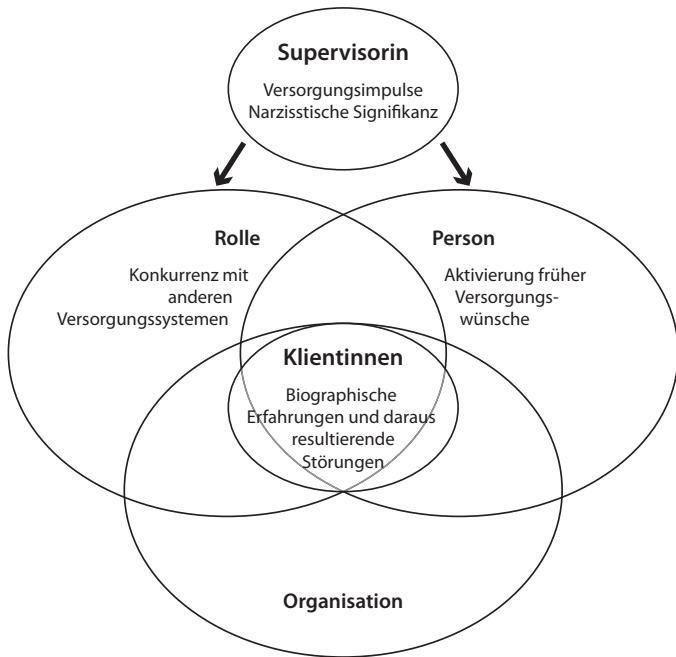 Supervisorin
Versorgungsimpulse
Narzisstische Signifikanz
Rolle
Konkurrenz mit
anderen
Versorgungssystemen
Person
Aktivierung früher
Versorgungs-
wünsche
Klientinnen
Biographische
Erfahrungen und daraus
resultierende
Störungen
Organisation